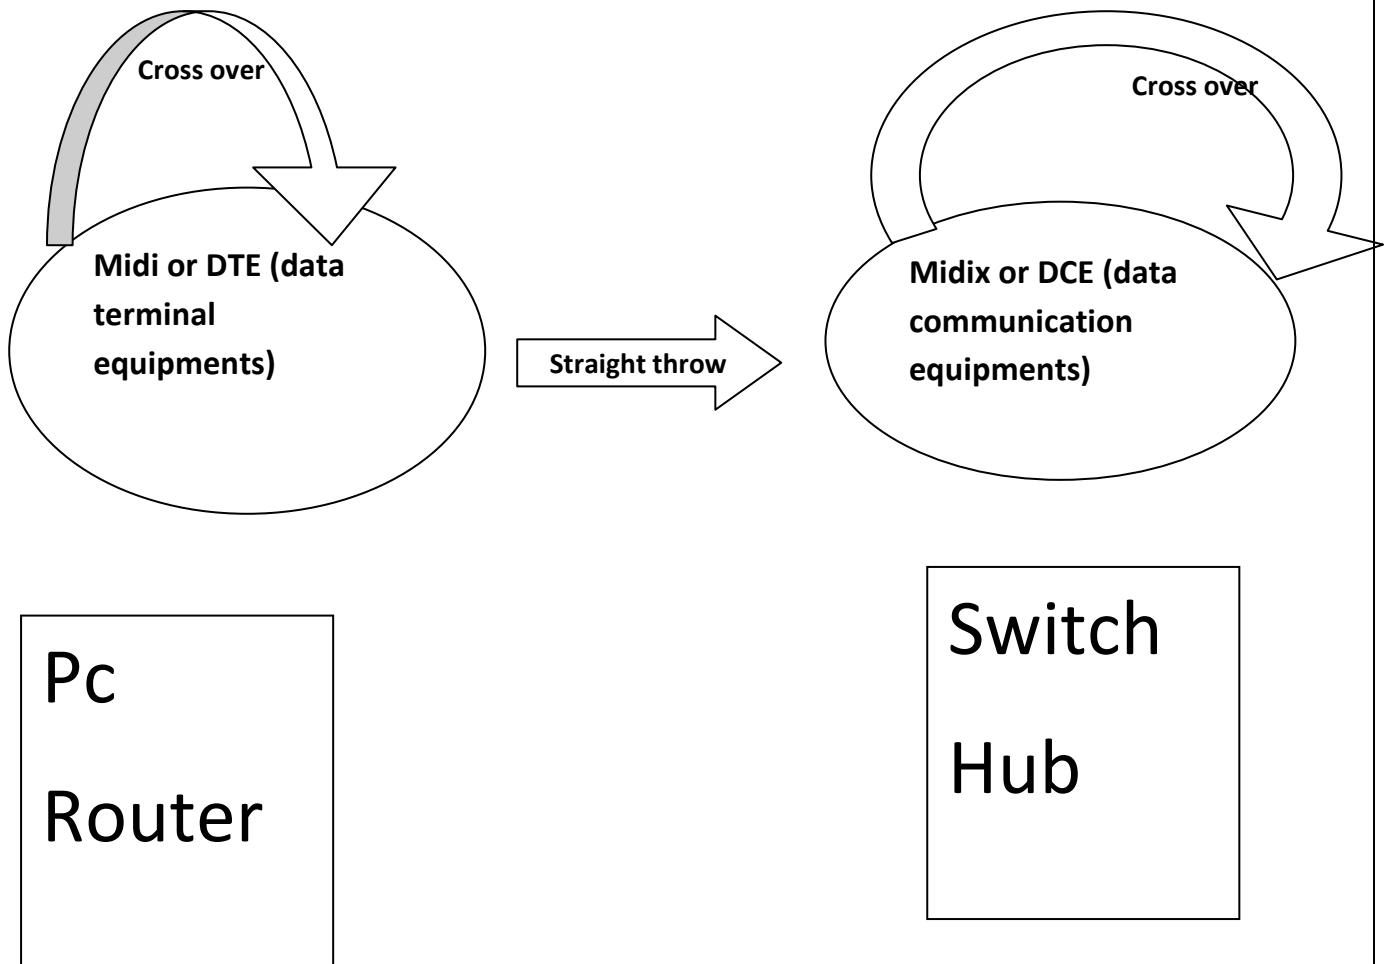 Cross over
Cross over
Midi or DTE (data
terminal
equipments)
Straight throw
Midix or DCE (data
communication
equipments)
Pc
Router
Switch
Hub